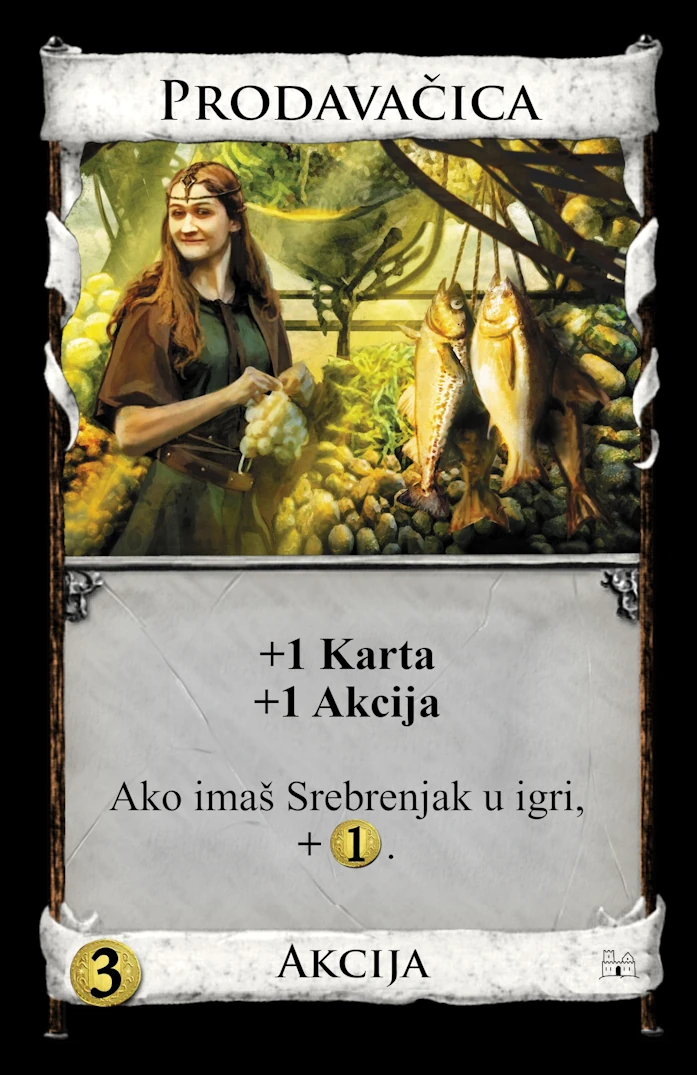 Prodavačica
+1 Karta
+1 Akcija
Ako imaš Srebrenjak u igri,
+ 1 .
3
Akcija